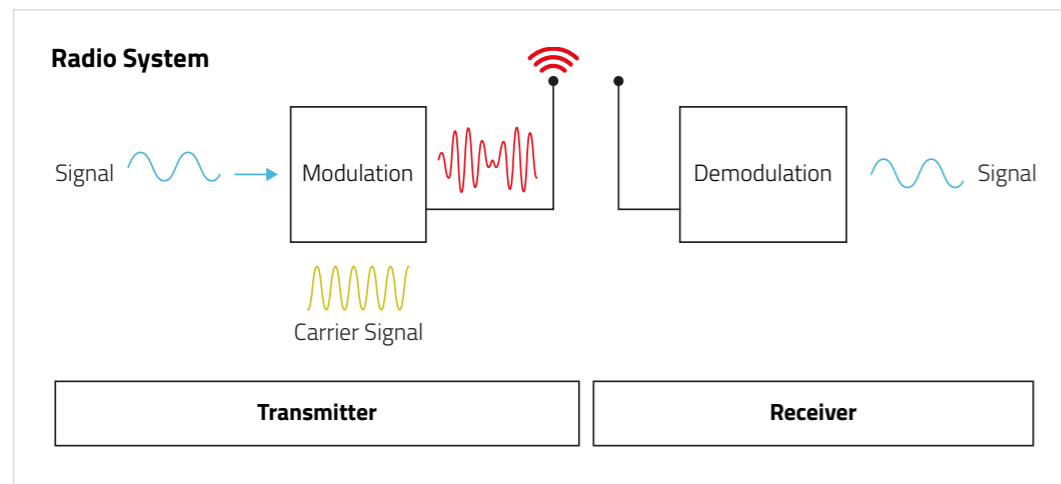 Radio System
Signal
Modulation
Demodulation
Signal
Carrier Signal
Transmitter
Receiver